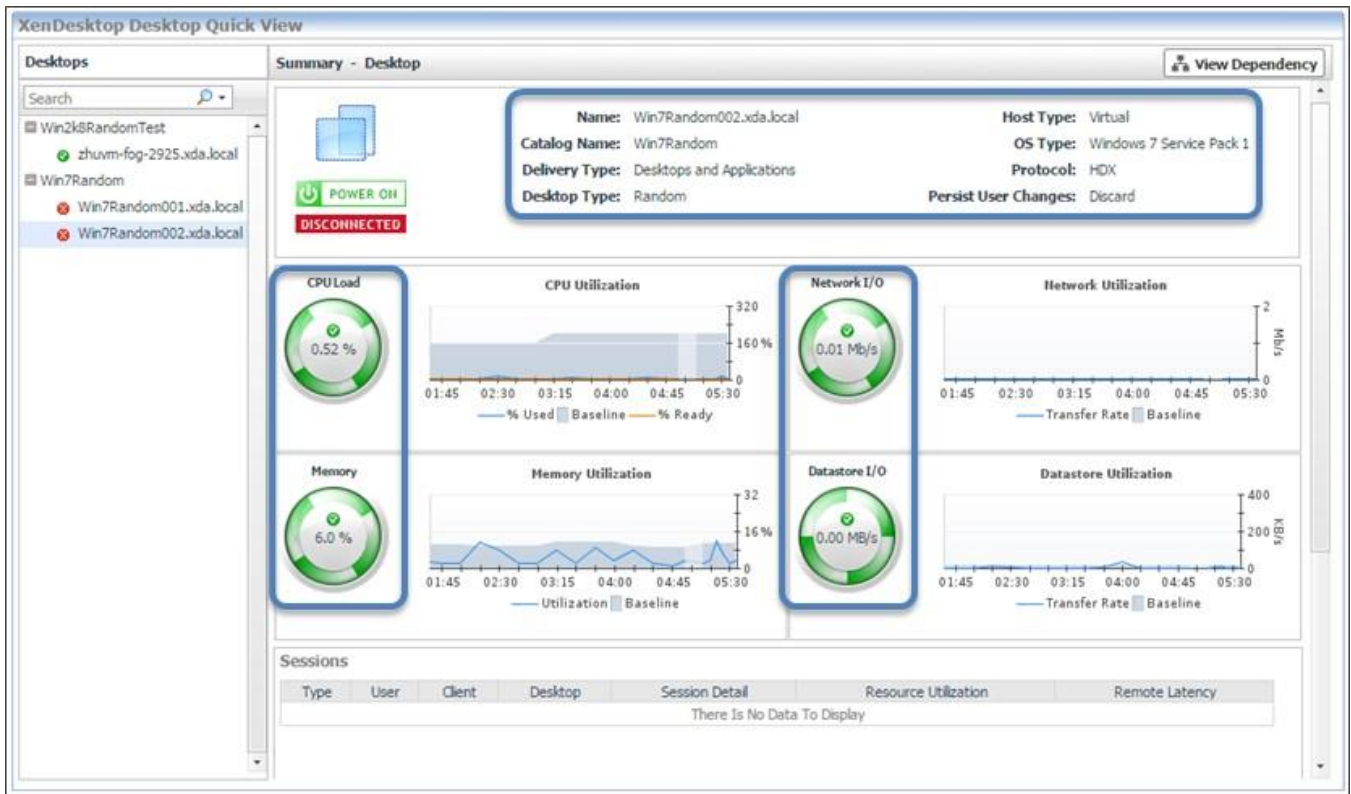 XenDesktop Desktop Quick View
Desktops
Search
Win2k8RandomTest
zhuvm-fog-2925.xda.local
Win7Random
Win7Random001.xda.local
Win7Random002.xda.local
Summary - Desktop
View Dependency
POWER ON
DISCONNECTED
Name: Win7Random002.xda.local
Catalog Name: Win7Random
Delivery Type: Desktops and Applications
Desktop Type: Random
Host Type: Virtual
OS Type: Windows 7 Service Pack 1
Protocol: HDX
Persist User Changes: Discard
CPU Load
0.52 %
CPU Utilization
320
160 %
0
01:45 02:30 03:15 04:00 04:45 05:30
% Used Baseline % Ready
Network I/O
0.01 Mb/s
Network Utilization
2
Mb/s
0
01:45 02:30 03:15 04:00 04:45 05:30
Transfer Rate Baseline
Memory
6.0 %
Memory Utilization
32
16 %
0
01:45 02:30 03:15 04:00 04:45 05:30
Utilization Baseline
Datastore I/O
0.00 MB/s
Datastore Utilization
400
200
KB/s
0
01:45 02:30 03:15 04:00 04:45 05:30
Transfer Rate Baseline
Sessions
Type User Client Desktop Session Detail Resource Utilization Remote Latency
There Is No Data To Display